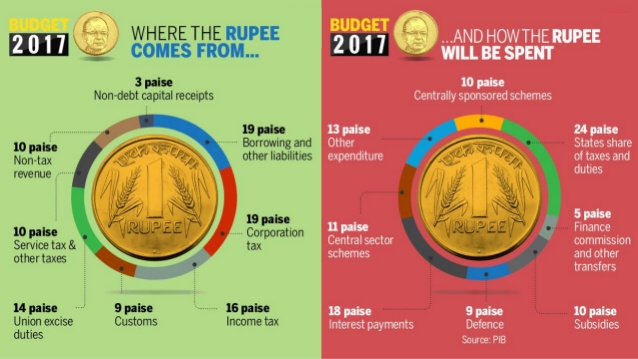 BUDGET
2017
WHERE THE RUPEE
COMES FROM...
3 paise
Non-debt capital receipts
19 paise
Borrowing and
other liabilities
19 paise
Corporation
tax
16 paise
Income tax
9 paise
Customs
14 paise
Union excise
duties
10 paise
Service tax &
other taxes
10 paise
Non-tax
revenue
1
RUPEE
BUDGET
2017
...AND HOW THE RUPEE
WILL BE SPENT
10 paise
Centrally sponsored schemes
24 paise
States share
of taxes and
duties
5 paise
Finance
commission
and other
transfers
10 paise
Subsidies
9 paise
Defence
Source: PIB
18 paise
Interest payments
11 paise
Central sector
schemes
13 paise
Other
expenditure
1
RUPEE